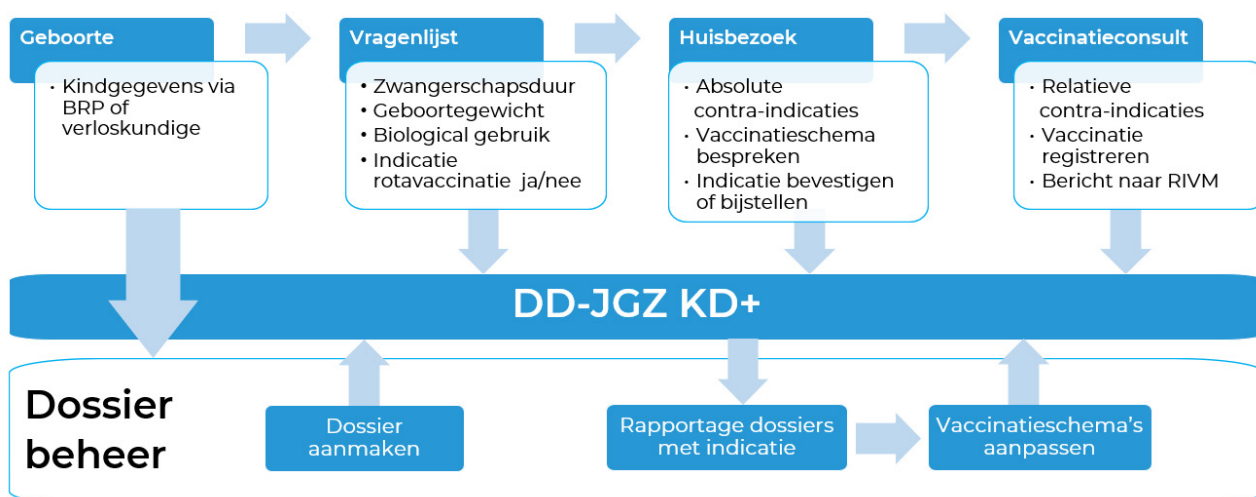 Geboorte
· Kindgegevens via
BRP of
verloskundige
Vragenlijst
• Zwangerschapsduur
• Geboortegewicht
• Biological gebruik
• Indicatie
rotavaccinatie ja/nee
Huisbezoek
· Absolute
contra-indicaties
· Vaccinatieschema
bespreken
· Indicatie bevestigen
of bijstellen
Vaccinatieconsult
· Relatieve
contra-indicaties
· Vaccinatie
registreren
· Bericht naar RIVM
DD-JGZ KD+
Dossier
beheer
Dossier
aanmaken
Rapportage dossiers
met indicatie
Vaccinatieschema's
aanpassen